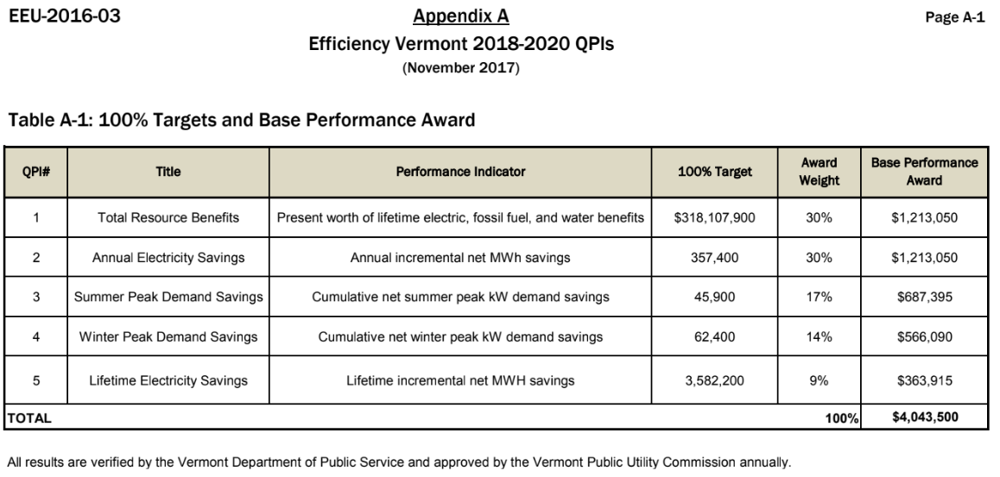 EEU-2016-03 Appendix A Page A-1
Efficiency Vermont 2018-2020 QPIs
(November 2017)
Table A-1: 100% Targets and Base Performance Award
QPI# Title Performance Indicator 100% Target Award Weight Base Performance Award
1 Total Resource Benefits Present worth of lifetime electric, fossil fuel, and water benefits $318,107,900 30% $1,213,050
2 Annual Electricity Savings Annual incremental net MWh savings 357,400 30% $1,213,050
3 Summer Peak Demand Savings Cumulative net summer peak kW demand savings 45,900 17% $687,395
4 Winter Peak Demand Savings Cumulative net winter peak kW demand savings 62,400 14% $566,090
5 Lifetime Electricity Savings Lifetime incremental net MWH savings 3,582,200 9% $363,915
TOTAL 100% $4,043,500
All results are verified by the Vermont Department of Public Service and approved by the Vermont Public Utility Commission annually.